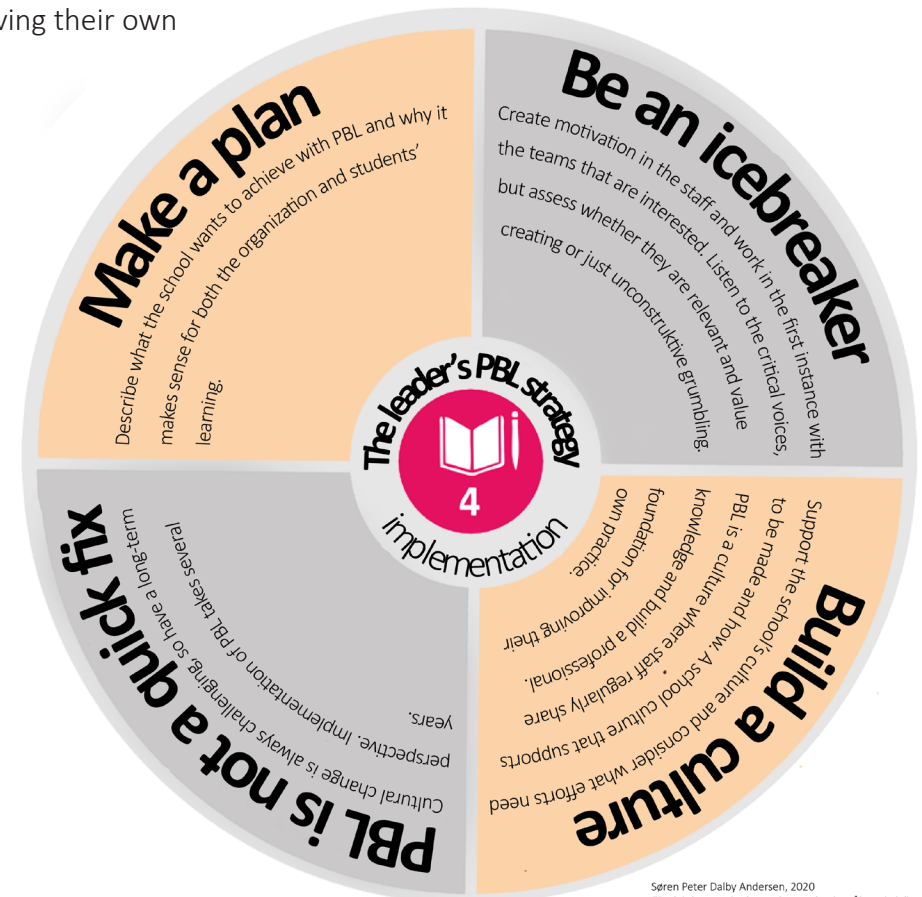 ving their own
Make a plan
Describe what the school wants to achieve with PBL and why it
makes sense for both the organization and students'
learning.
Be an icebreaker
Create motivation in the staff and work in the first instance with
the teams that are interested. Listen to the critical voices,
but assess whether they are relevant and value
creating or just unconstruktive grumbling.
Build a culture
Support the school's culture and consider what efforts need
to be made and how. A school culture that supports
PBL is a culture where staff regularly share
knowledge and build a professional.
foundation for improving their
own practice.
PBL is not a quick fix
Cultural change is always challenging, so have a long-term
perspective. Implementation of PBL takes several
years.
The leader's PBL strategy
4
implementation
Søren Peter Dalby Andersen, 2020